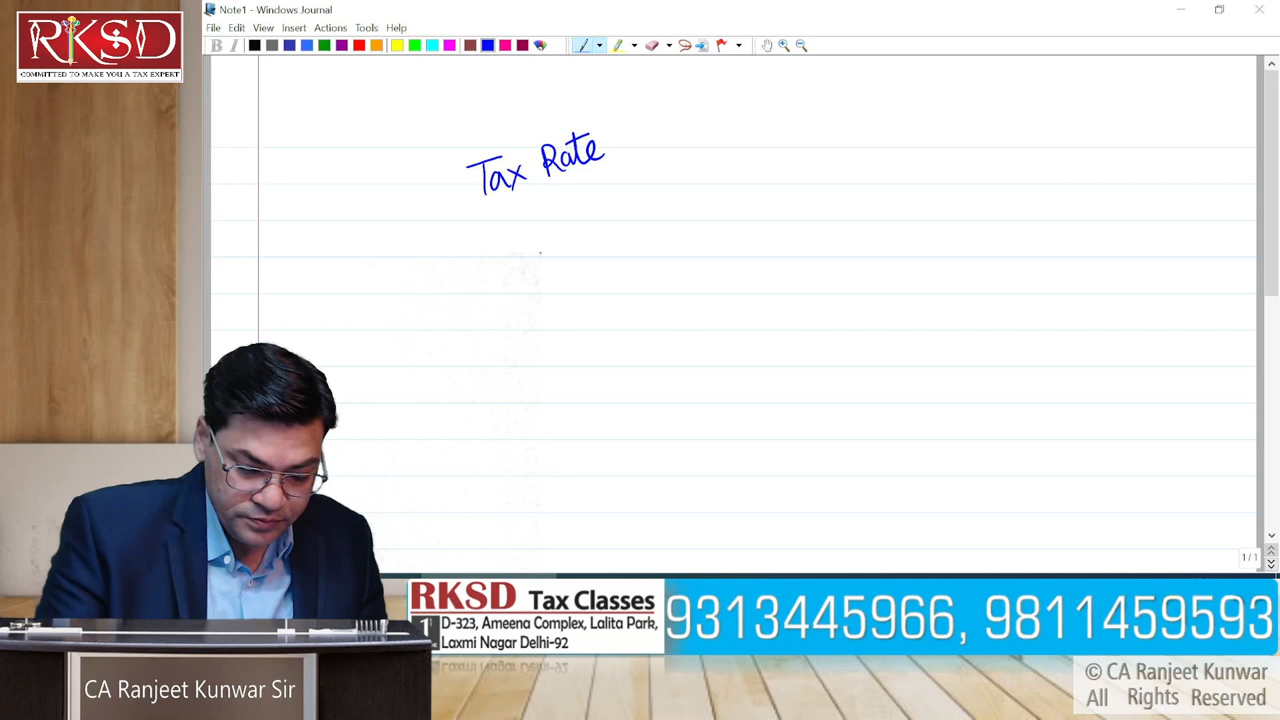 RKSD
COMMITTED TO MAKE YOU A TAX EXPERT
Note1 - Windows Journal
File Edit View Insert Actions Tools Help
B I
Tax Rate
1 / 1
RKSD Tax Classes
D-323, Ameena Complex, Lalita Park,
Laxmi Nagar Delhi-92
9313445966, 9811459593
CA Ranjeet Kunwar Sir
© CA Ranjeet Kunwar
All Rights Reserved